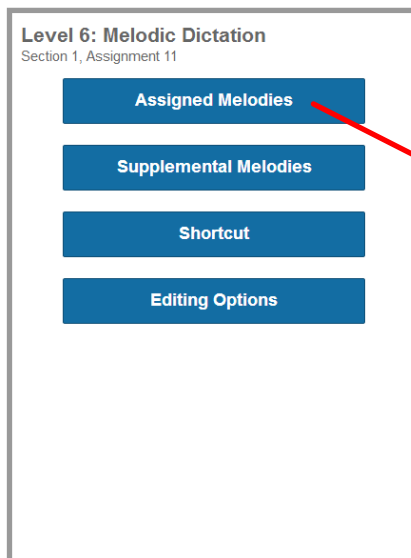 Level 6: Melodic Dictation
Section 1, Assignment 11
Assigned Melodies
Supplemental Melodies
Shortcut
Editing Options